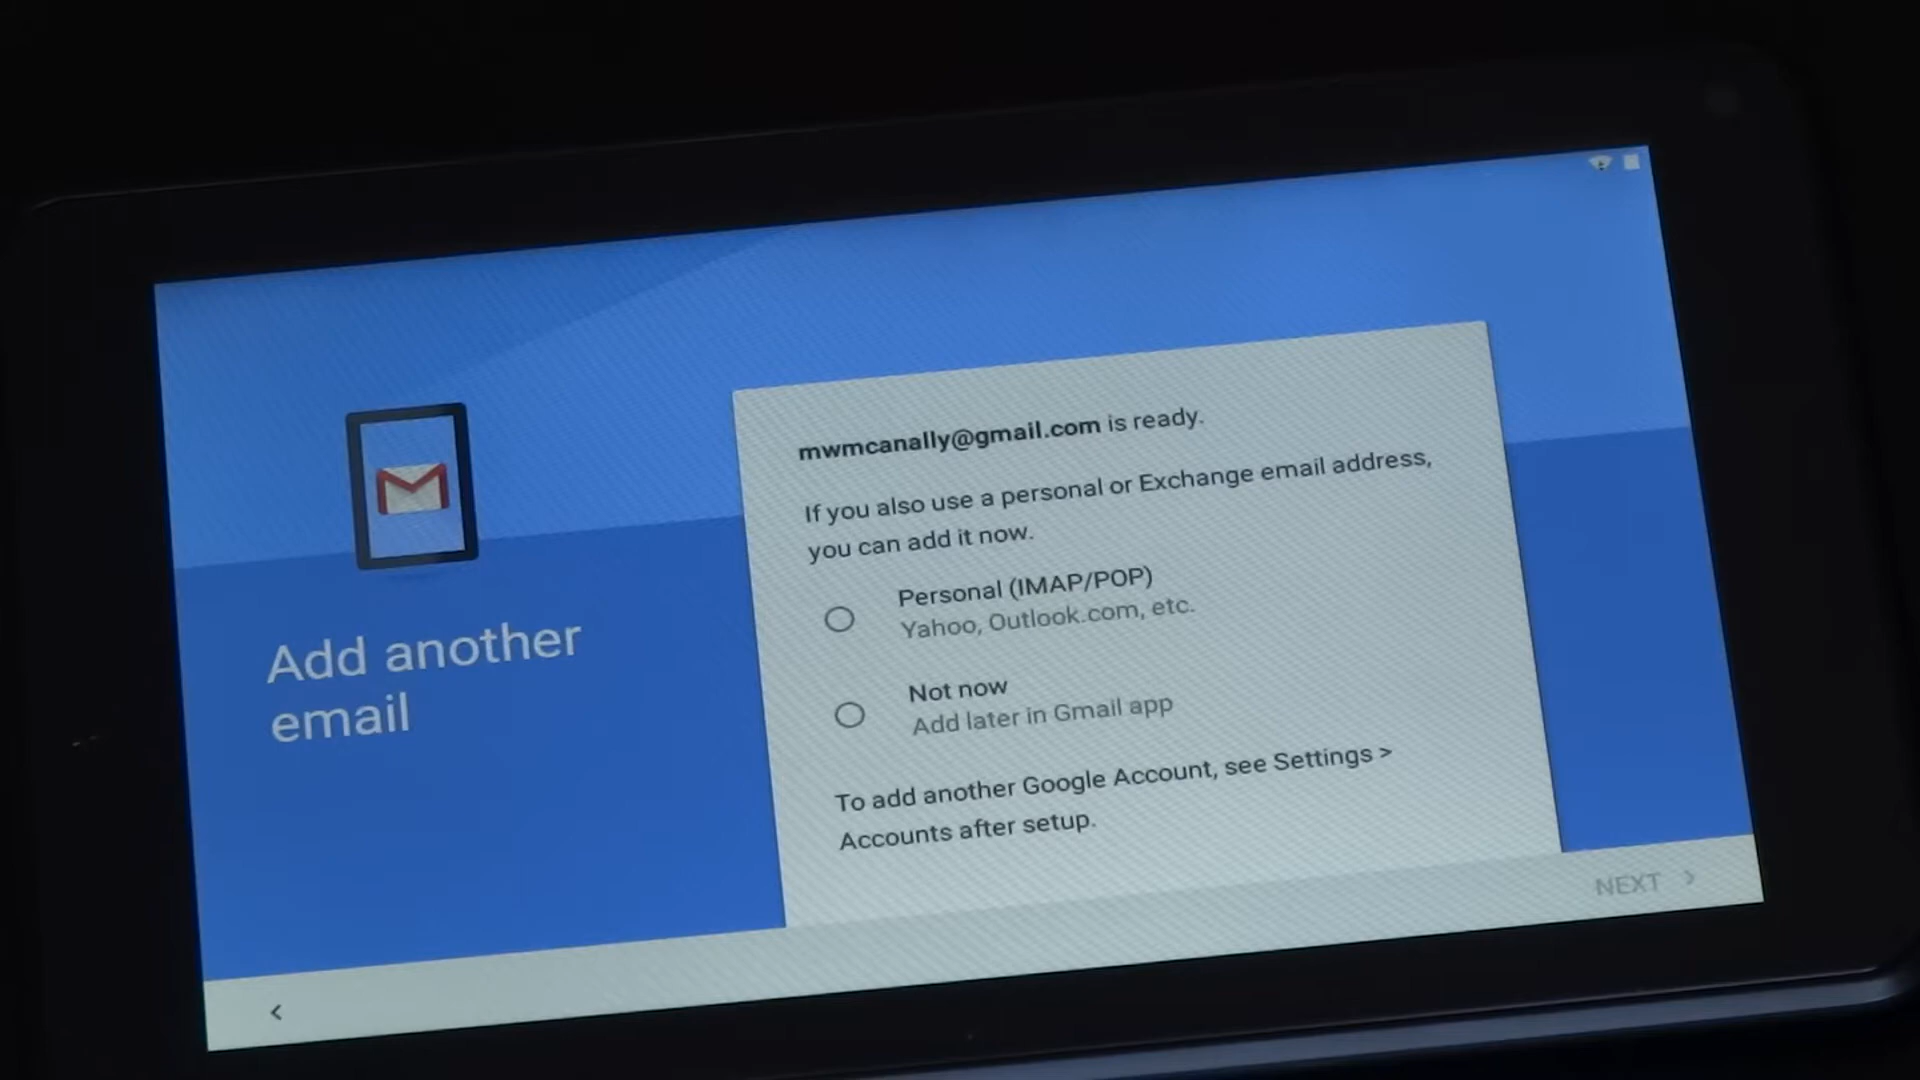 Add another
email
mwmcanally@gmail.com is ready.
If you also use a personal or Exchange email address,
you can add it now.
Personal (IMAP/POP)
Yahoo, Outlook.com, etc.
Not now
Add later in Gmail app
To add another Google Account, see Settings >
Accounts after setup.
NEXT >
<